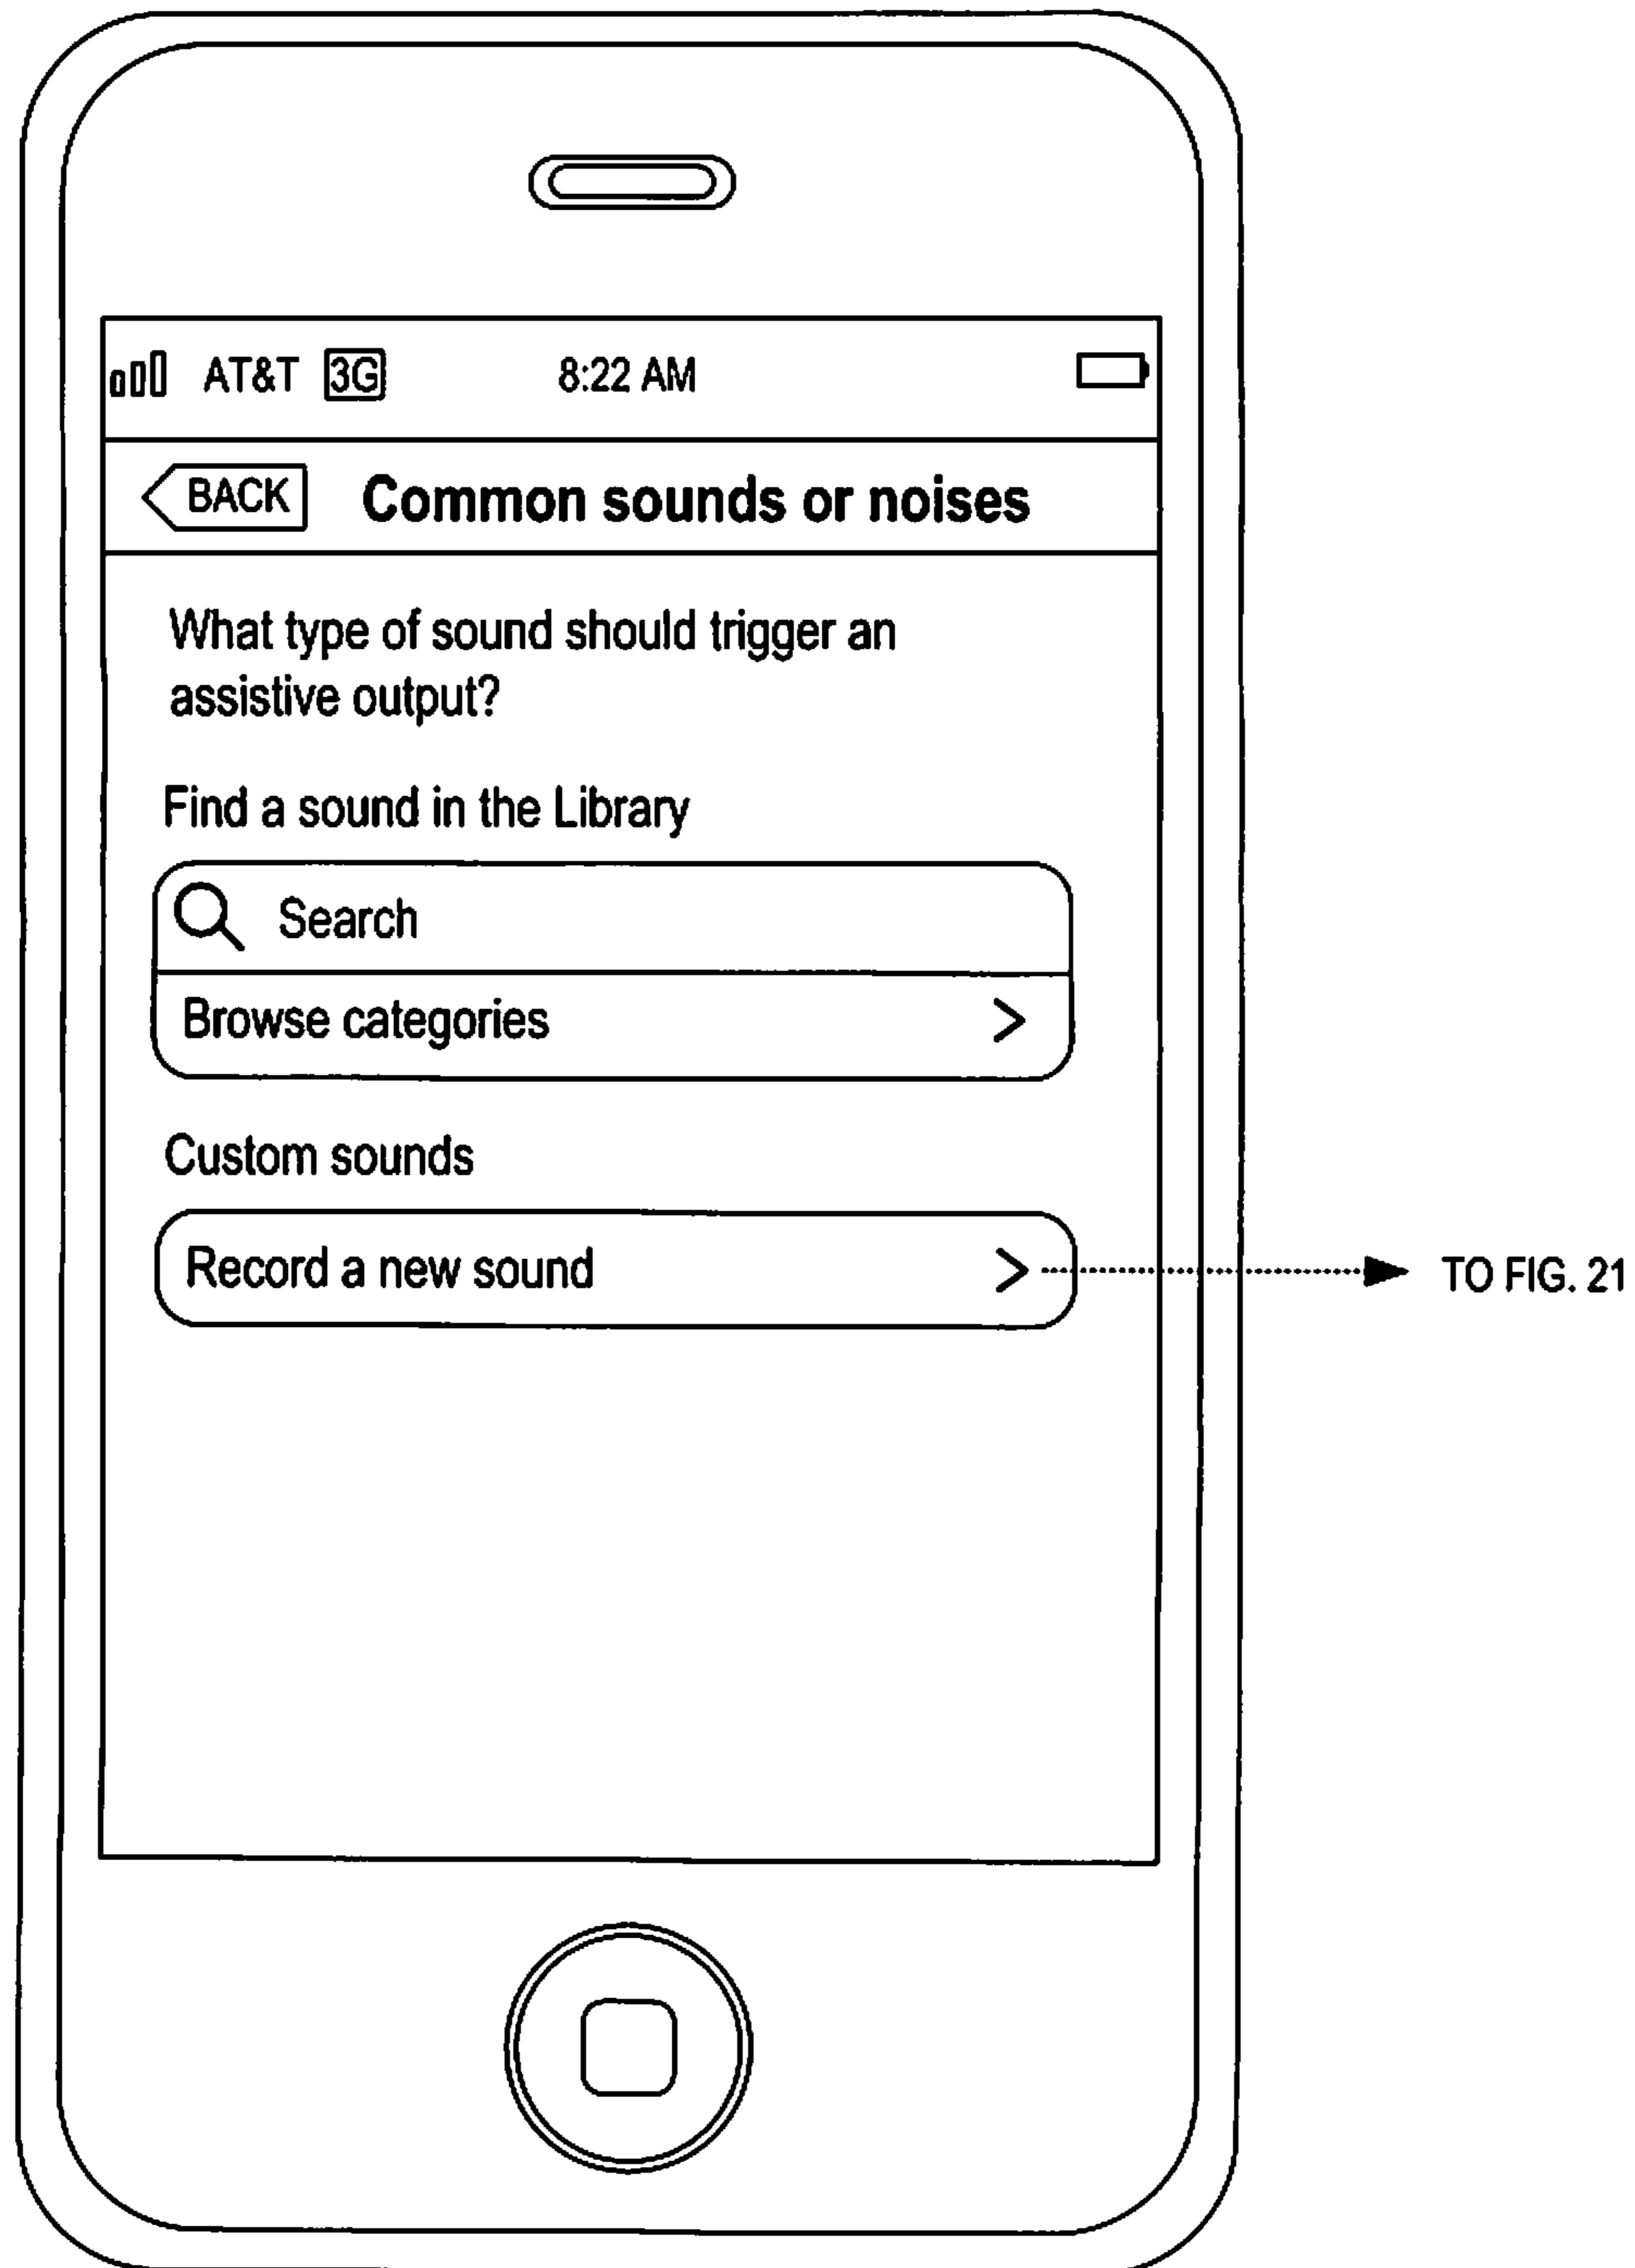 AT&T 3G 8:22 AM
BACK Common sounds or noises
What type of sound should trigger an
assistive output?
Find a sound in the Library
Search
Browse categories >
Custom sounds
Record a new sound > TO FIG. 21